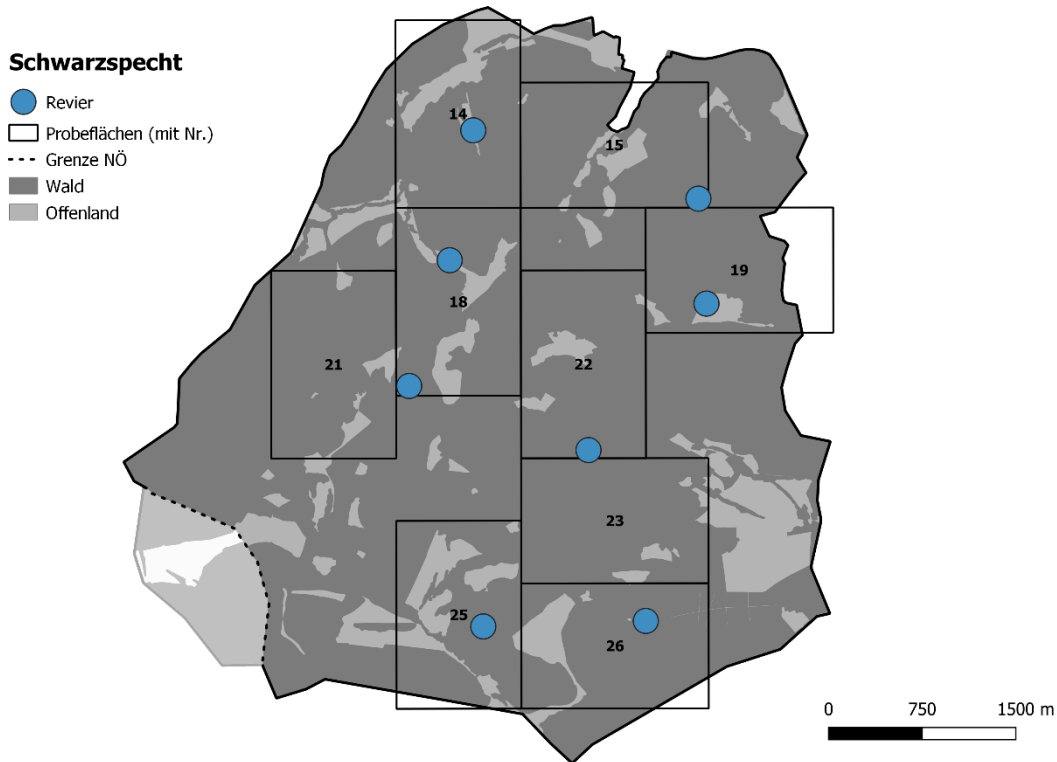 Schwarzspecht
Revier
Probeflächen (mit Nr.)
Grenze NÖ
Wald
Offenland
14
15
18
19
21
22
23
25
26
0 750 1500 m